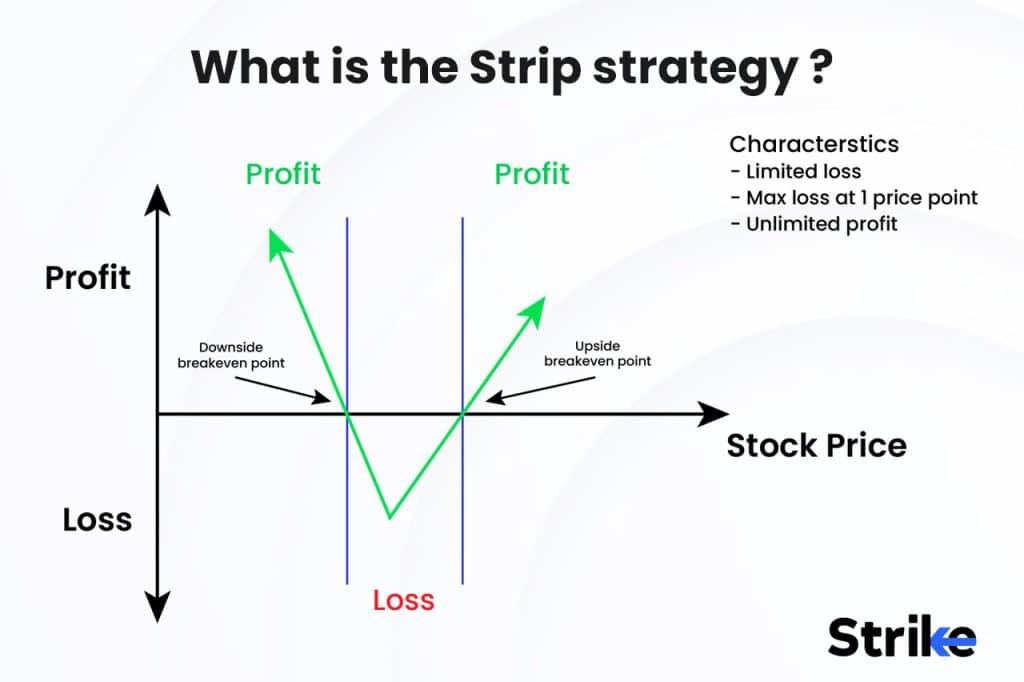 What is the Strip strategy ?
Characterstics
- Limited loss
- Max loss at 1 price point
- Unlimited profit
Profit
Profit
Profit
Downside
breakeven point
Upside
breakeven point
Stock Price
Loss
Loss
Strike